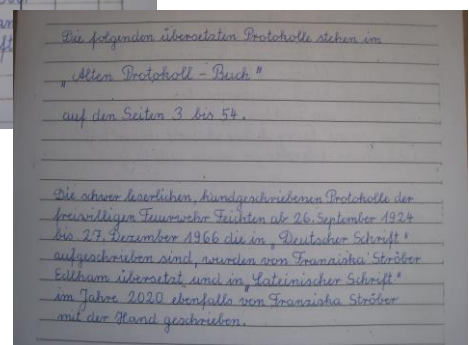 Die folgenden übersetzten Protokolle stehen im
„Alten Protokoll - Buch“
auf den Seiten 3 bis 54.
Die schwer leserlichen, handgeschriebenen Protokolle der
freiwilligen Feuerwehr Feichten ab 26. September 1924
bis 27. Dezember 1966 die in „Deutscher Schrift“
aufgeschrieben sind, wurden von Franziska Ströber
Edlham übersetzt und in „Lateinischer Schrift“
im Jahre 2020 ebenfalls von Franziska Ströber
mit der Hand geschrieben.